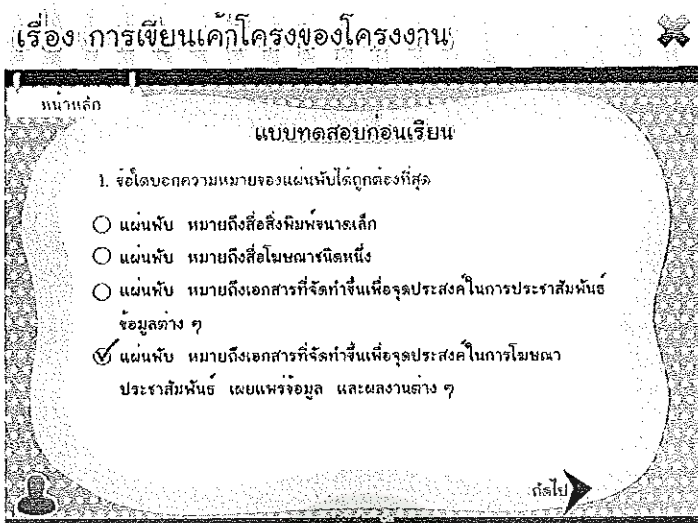 เรื่อง การเขียนเค้าโครงของโครงงาน
หน้าหลัก
แบบทดสอบก่อนเรียน
1. ข้อใดบอกความหมายของแผ่นพับได้ถูกต้องที่สุด
แผ่นพับ หมายถึงสื่อสิ่งพิมพ์ขนาดเล็ก
แผ่นพับ หมายถึงสื่อโฆษณาชนิดหนึ่ง
แผ่นพับ หมายถึงเอกสารที่จัดทำขึ้นเพื่อจุดประสงค์ในการประชาสัมพันธ์
ข้อมูลต่าง ๆ
แผ่นพับ หมายถึงเอกสารที่จัดทำขึ้นเพื่อจุดประสงค์ในการโฆษณา
ประชาสัมพันธ์ เผยแพร่ข้อมูล และผลงานต่าง ๆ
ถัดไป